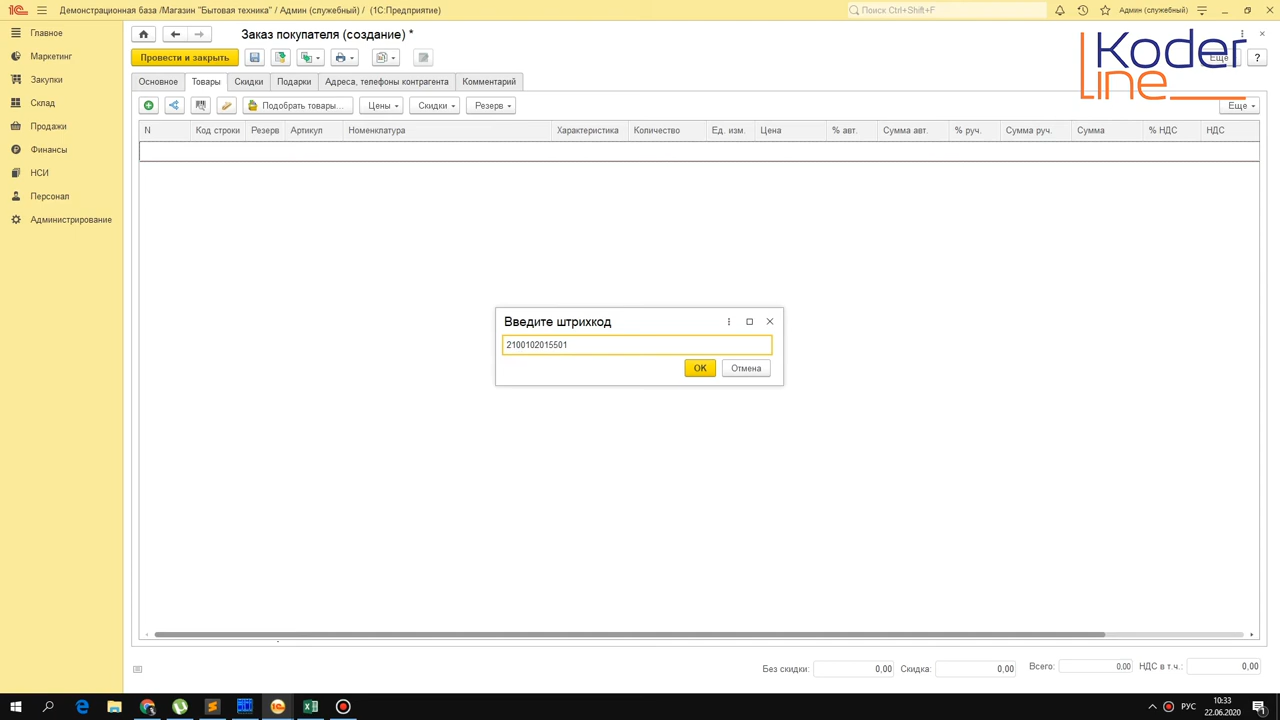 Демонстрационная база /Магазин "Бытовая техника" / Админ (служебный) / (1С:Предприятие)
Поиск Ctrl+Shift+F
Админ (служебный)
Главное
Маркетинг
Закупки
Склад
Продажи
Финансы
НСИ
Персонал
Администрирование
Заказ покупателя (создание) *
Koder
line
Провести и закрыть
Еще
?
Основное
Товары
Скидки
Подарки
Адреса, телефоны контрагента
Комментарий
Подобрать товары...
Цены
Скидки
Резерв
Еще
N
Код строки
Резерв
Артикул
Номенклатура
Характеристика
Количество
Ед. изм.
Цена
% авт.
Сумма авт.
% руч.
Сумма руч.
Сумма
% НДС
НДС
Введите штрихкод
2100102015501
ОК
Отмена
Без скидки: 0,00
Скидка: 0,00
Всего: 0,00
НДС в т.ч.: 0,00
РУС
10:33
22.06.2020
1